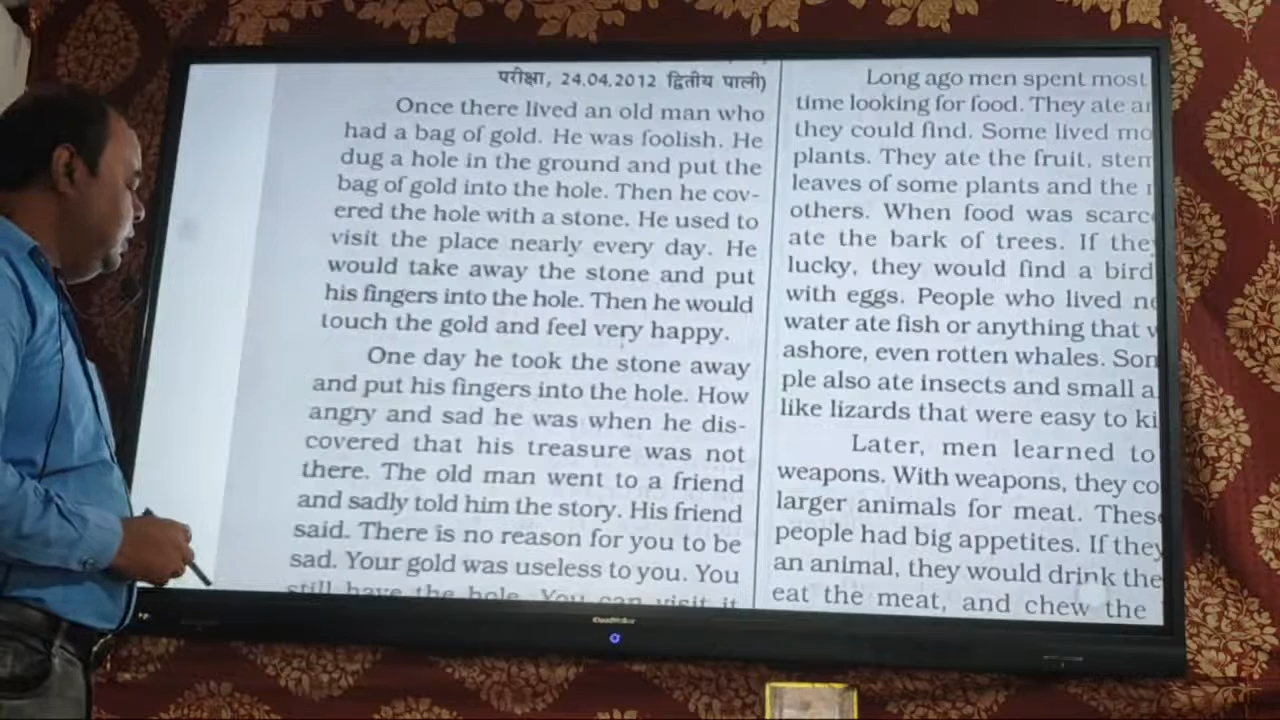 परीक्षा, 24.04.2012 द्वितीय पाली)
Once there lived an old man who
had a bag of gold. He was foolish. He
dug a hole in the ground and put the
bag of gold into the hole. Then he cov-
ered the hole with a stone. He used to
visit the place nearly every day. He
would take away the stone and put
his fingers into the hole. Then he would
touch the gold and feel very happy.
One day he took the stone away
and put his fingers into the hole. How
angry and sad he was when he dis-
covered that his treasure was not
there. The old man went to a friend
and sadly told him the story. His friend
said. There is no reason for you to be
sad. Your gold was useless to you. You
still have the hole. You can visit it
Long ago men spent most
time looking for food. They ate
they could find. Some lived
plants. They ate the fruit,
leaves of some plants and the
others. When food was
ate the bark of trees. If
lucky, they would find a bird
with eggs. People who lived
water ate fish or anything that
ashore, even rotten whales.
ple also ate insects and small
like lizards that were easy to
Later, men learned to
weapons. With weapons, they
larger animals for meat.
people had big appetites. If they
an animal, they would drink the
eat the meat, and chew the